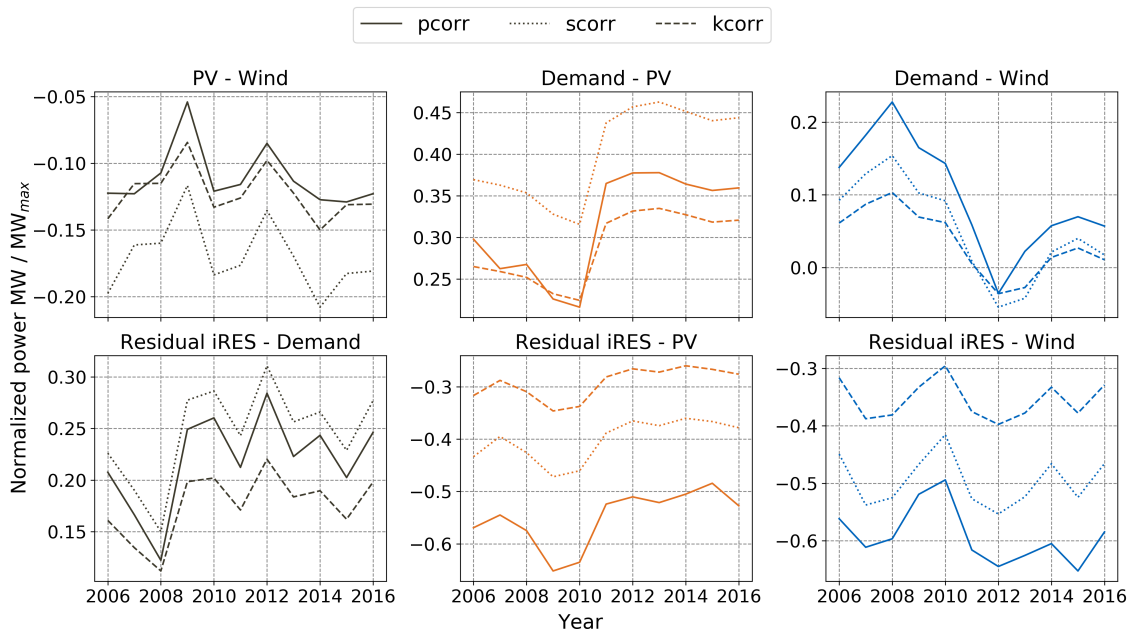 pcorr scorr kcorr
PV - Wind
Demand - PV
Demand - Wind
−0.05
−0.10
−0.15
−0.20
0.45
0.40
0.35
0.30
0.25
0.2
0.1
0.0
Residual iRES - Demand
Residual iRES - PV
Residual iRES - Wind
0.30
0.25
0.20
0.15
−0.3
−0.4
−0.5
−0.6
−0.3
−0.4
−0.5
−0.6
2006 2008 2010 2012 2014 2016
2006 2008 2010 2012 2014 2016
2006 2008 2010 2012 2014 2016
Normalized power MW / MWmax
Year